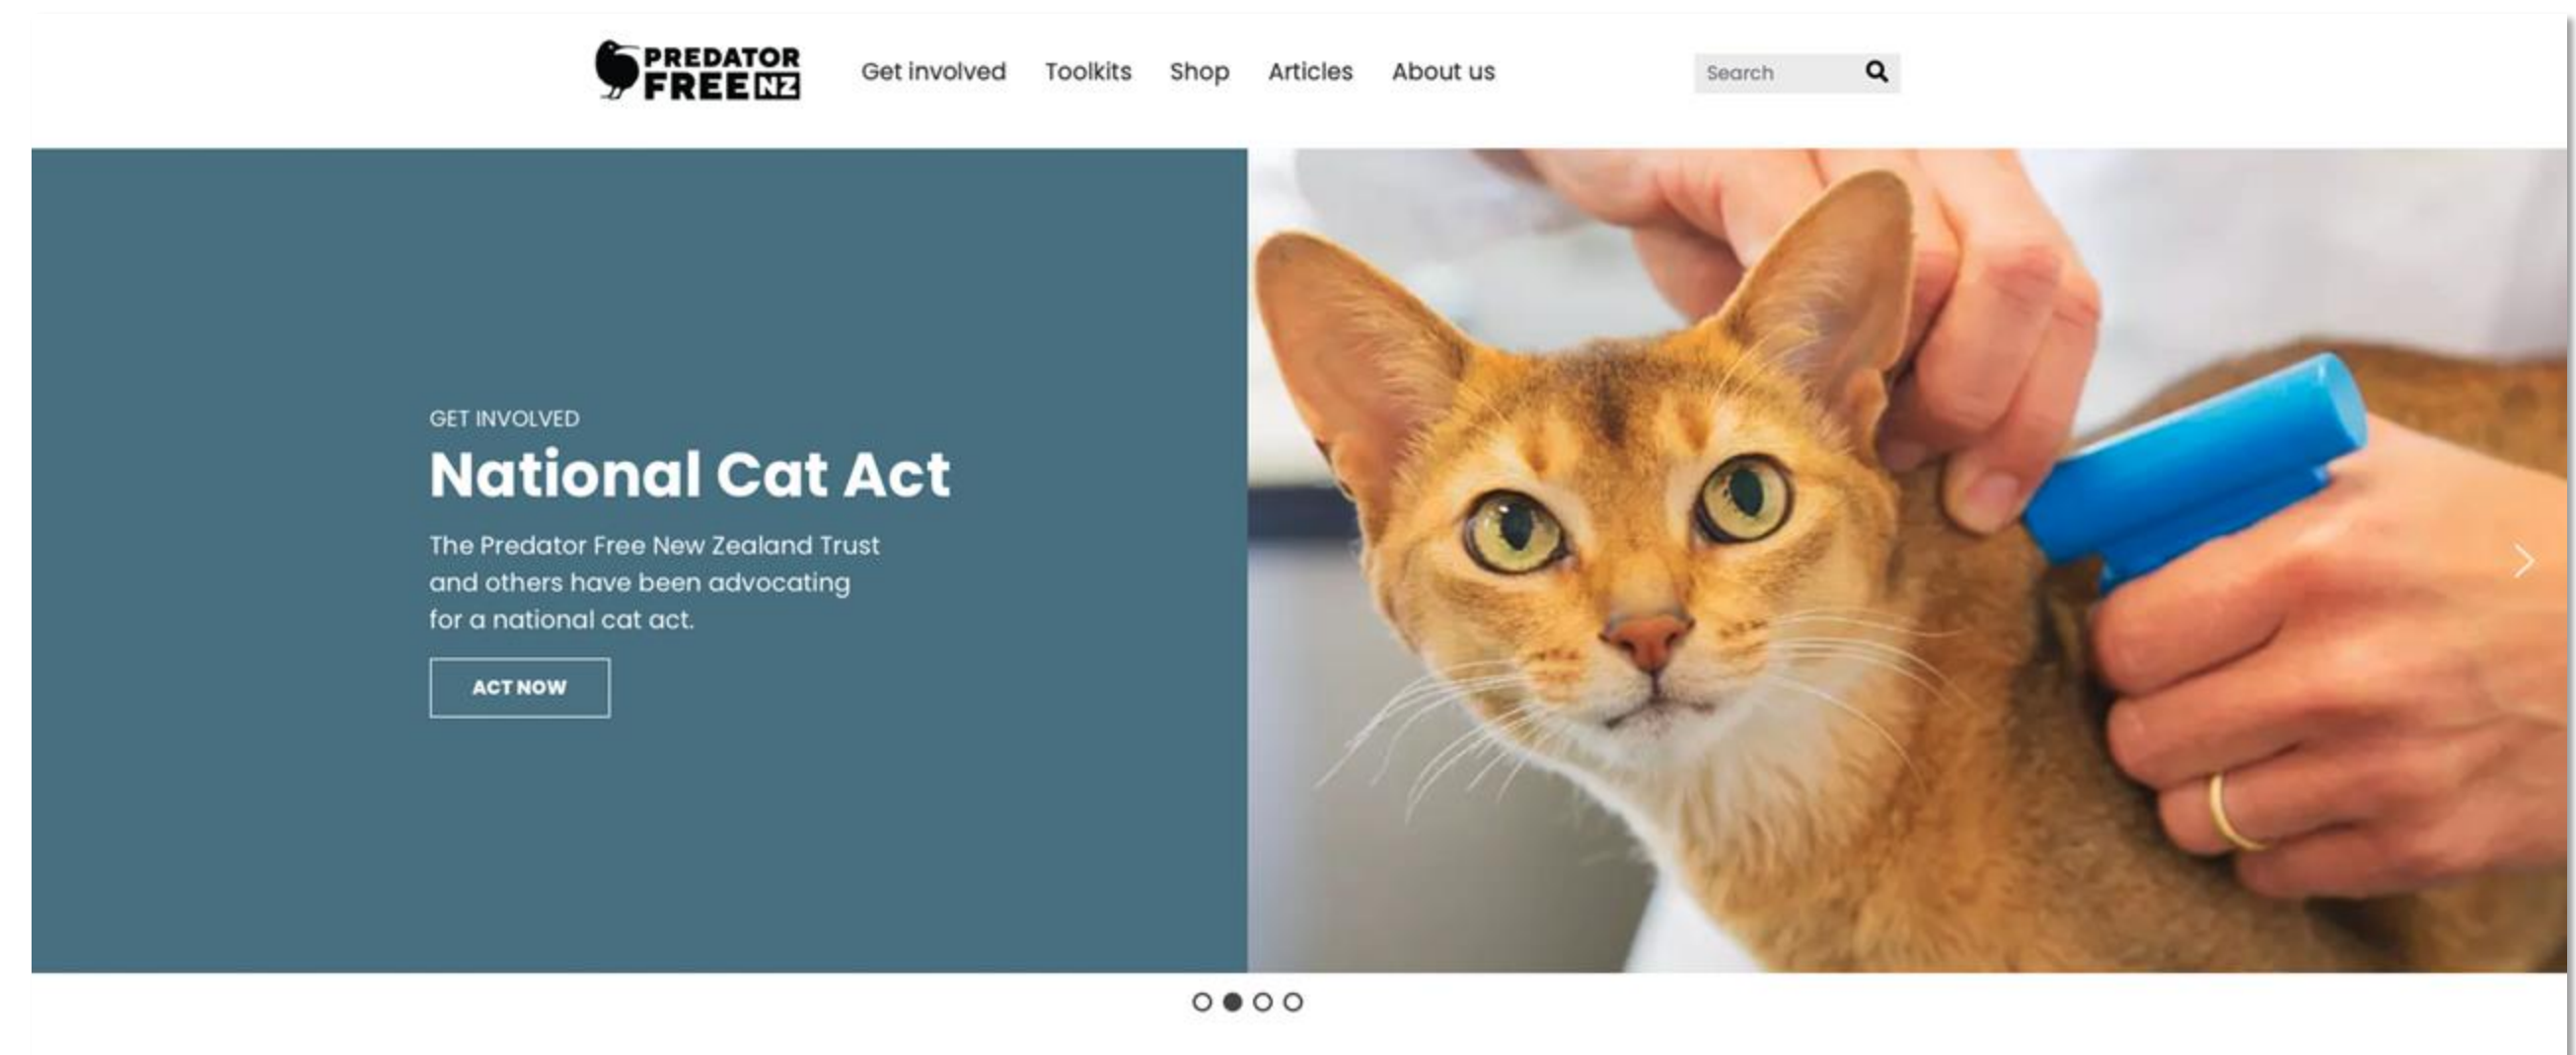 PREDATOR
FREE NZ
Get involved
Toolkits
Shop
Articles
About us
Search
GET INVOLVED
National Cat Act
The Predator Free New Zealand Trust
and others have been advocating
for a national cat act.
ACT NOW